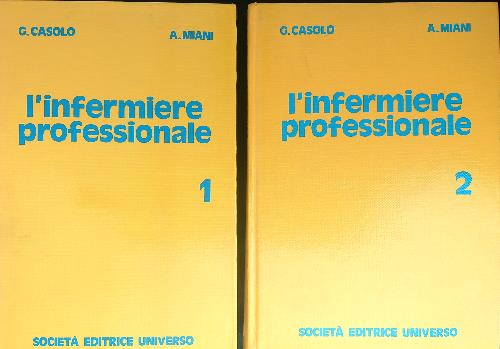 G. CASOLO A. MIANI
l'infermiere
professionale
1
SOCIETÀ EDITRICE UNIVERSO
G. CASOLO A. MIANI
l'infermiere
professionale
2
SOCIETÀ EDITRICE UNIVERSO